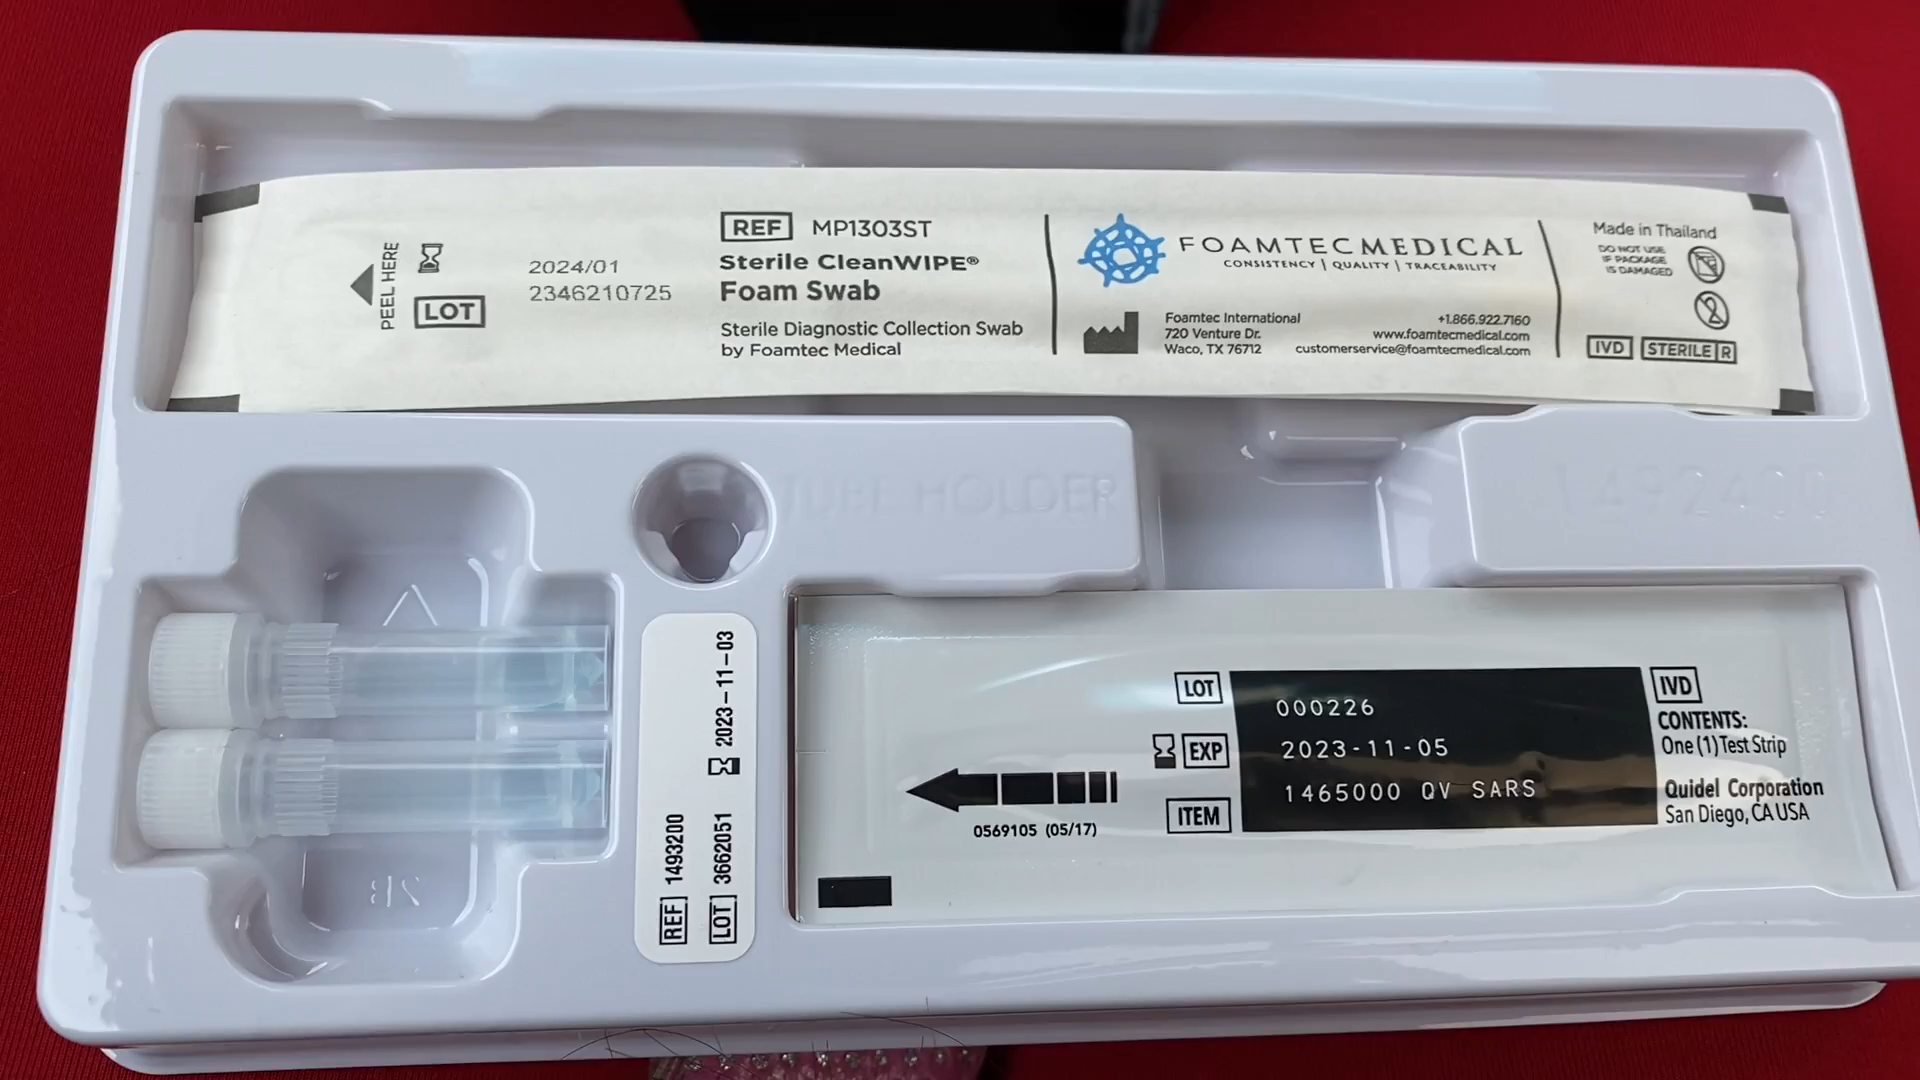 PEEL HERE
LOT
2024/01
2346210725
REF MP1303ST
Sterile CleanWIPE®
Foam Swab
Sterile Diagnostic Collection Swab
by Foamtec Medical
FOAMTECMEDICAL
CONSISTENCY | QUALITY | TRACEABILITY
Foamtec International
720 Venture Dr.
Waco, TX 76712
+1.866.922.7160
www.foamtecmedical.com
customerservice@foamtecmedical.com
Made in Thailand
DO NOT USE
IF PACKAGE
IS DAMAGED
2
IVD STERILE R
TUBE HOLDER
1492400
REF 1493200
LOT 3662051 2023-11-03
0569105 (05/17)
LOT 000226
EXP 2023-11-05
ITEM 1465000 QV SARS
IVD
CONTENTS:
One (1) Test Strip
Quidel Corporation
San Diego, CA USA